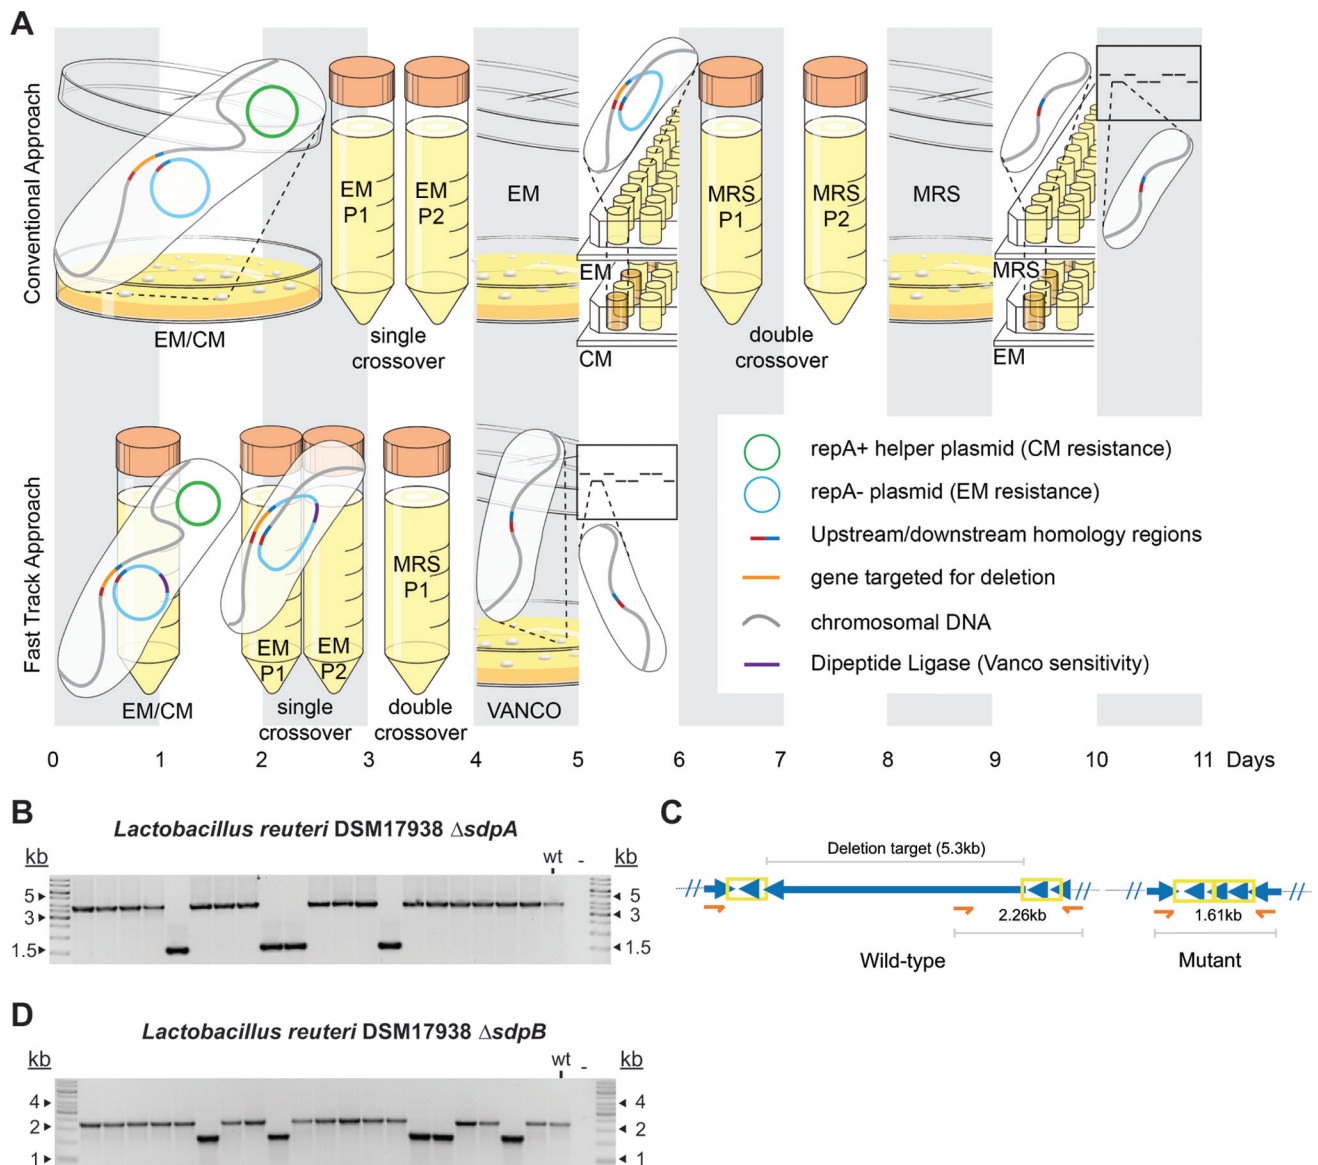 A
Conventional Approach
EM/CM
EM
P1
EM
P2
single
crossover
EM
EM
CM
MRS
P1
MRS
P2
double
crossover
MRS
MRS
EM
Fast Track Approach
EM/CM
EM
P1
EM
P2
single
crossover
MRS
P1
double
crossover
VANCO
repA+ helper plasmid (CM resistance)
repA- plasmid (EM resistance)
Upstream/downstream homology regions
gene targeted for deletion
chromosomal DNA
Dipeptide Ligase (Vanco sensitivity)
0 1 2 3 4 5 6 7 8 9 10 11 Days
B
Lactobacillus reuteri DSM17938 ΔsdpA
kb
wt -
kb
5
3
1.5
5
3
1.5
C
Deletion target (5.3kb)
2.26kb
1.61kb
Wild-type
Mutant
D
Lactobacillus reuteri DSM17938 ΔsdpB
kb
wt -
kb
4
2
1
4
2
1